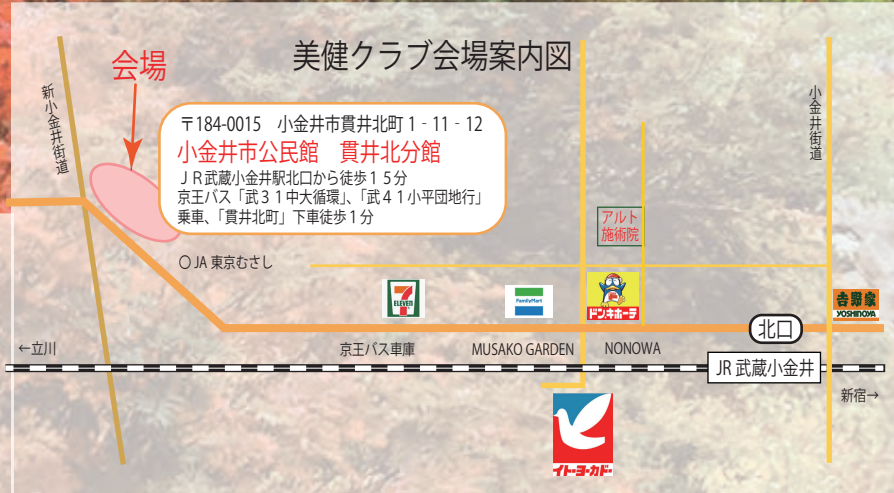 美健クラブ会場案内図
会場
新小金井街道
小金井街道
〒184-0015　小金井市貫井北町1-11-12
小金井市公民館　貫井北分館
JR武蔵小金井駅北口から徒歩15分
京王バス「武31中大循環」、「武41小平団地行」
乗車、「貫井北町」下車徒歩1分
アルト
施術院
○JA 東京むさし
7
ELEVEN
FamilyMart
ドンキホーテ
吉野家
YOSHINOYA
北口
←立川
京王バス車庫
MUSAKO GARDEN
NONOWA
JR 武蔵小金井
新宿→
イトーヨーカドー